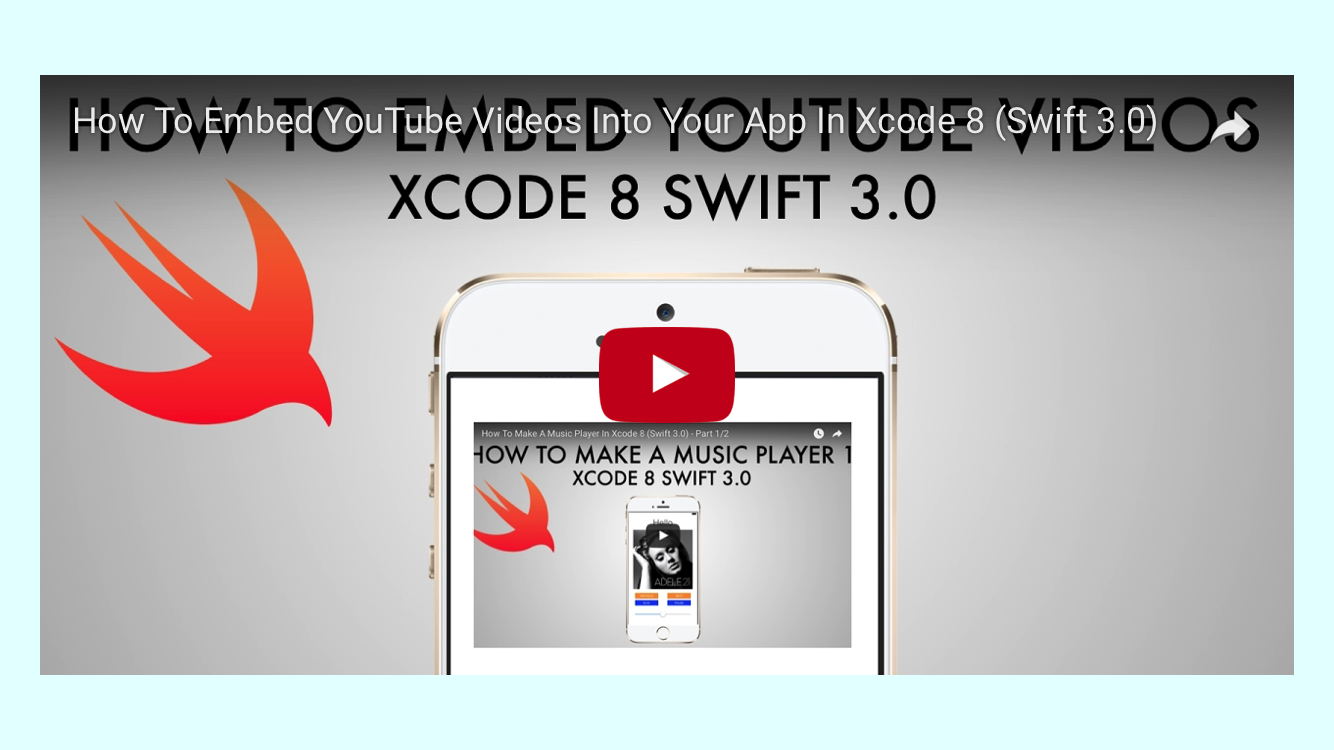 How To Embed YouTube Videos Into Your App In Xcode 8 (Swift 3.0)
HOW TO EMBED YOUTUBE VIDEOS
XCODE 8 SWIFT 3.0
How To Make A Music Player In Xcode 8 (Swift 3.0) - Part 1/2
HOW TO MAKE A MUSIC PLAYER 1
XCODE 8 SWIFT 3.0
Hello
ADELE 21